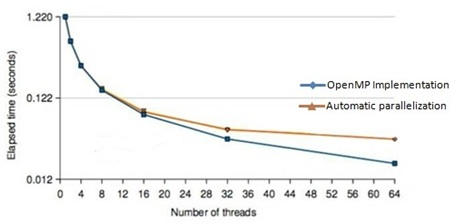 1.220
0.122
0.012
Elapsed time (seconds)
OpenMP Implementation
Automatic parallelization
0 4 8 12 16 20 24 28 32 36 40 44 48 52 56 60 64
Number of threads